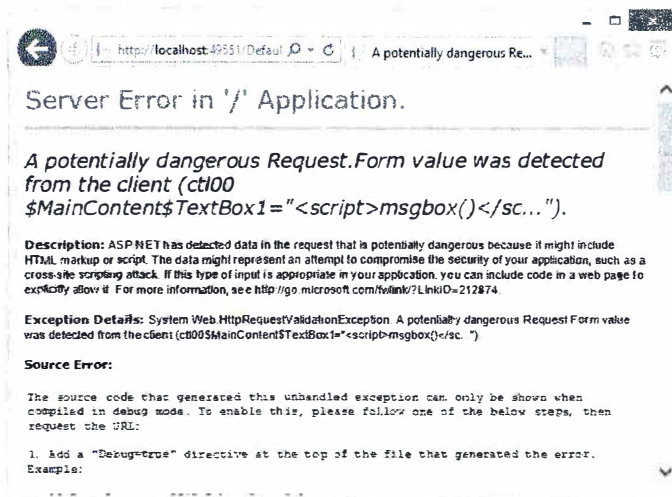 http://localhost:49551/Defaul
A potentially dangerous Re...
Server Error in '/' Application.
A potentially dangerous Request.Form value was detected
from the client (ctl00
$MainContent$TextBox1="<script>msgbox()</sc...").
Description: ASP.NET has detected data in the request that is potentially dangerous because it might include
HTML markup or script. The data might represent an attempt to compromise the security of your application, such as a
cross-site scripting attack. If this type of input is appropriate in your application, you can include code in a web page to
explicitly allow it. For more information, see http://go.microsoft.com/fwlink/?LinkID=212874.
Exception Details: System.Web.HttpRequestValidationException: A potentially dangerous Request.Form value
was detected from the client (ctl00$MainContent$TextBox1="<script>msgbox()</sc...").
Source Error:
The source code that generated this unhandled exception can only be shown when
compiled in debug mode. To enable this, please follow one of the below steps, then
request the URL:
1. Add a "Debug=true" directive at the top of the file that generated the error.
Example: